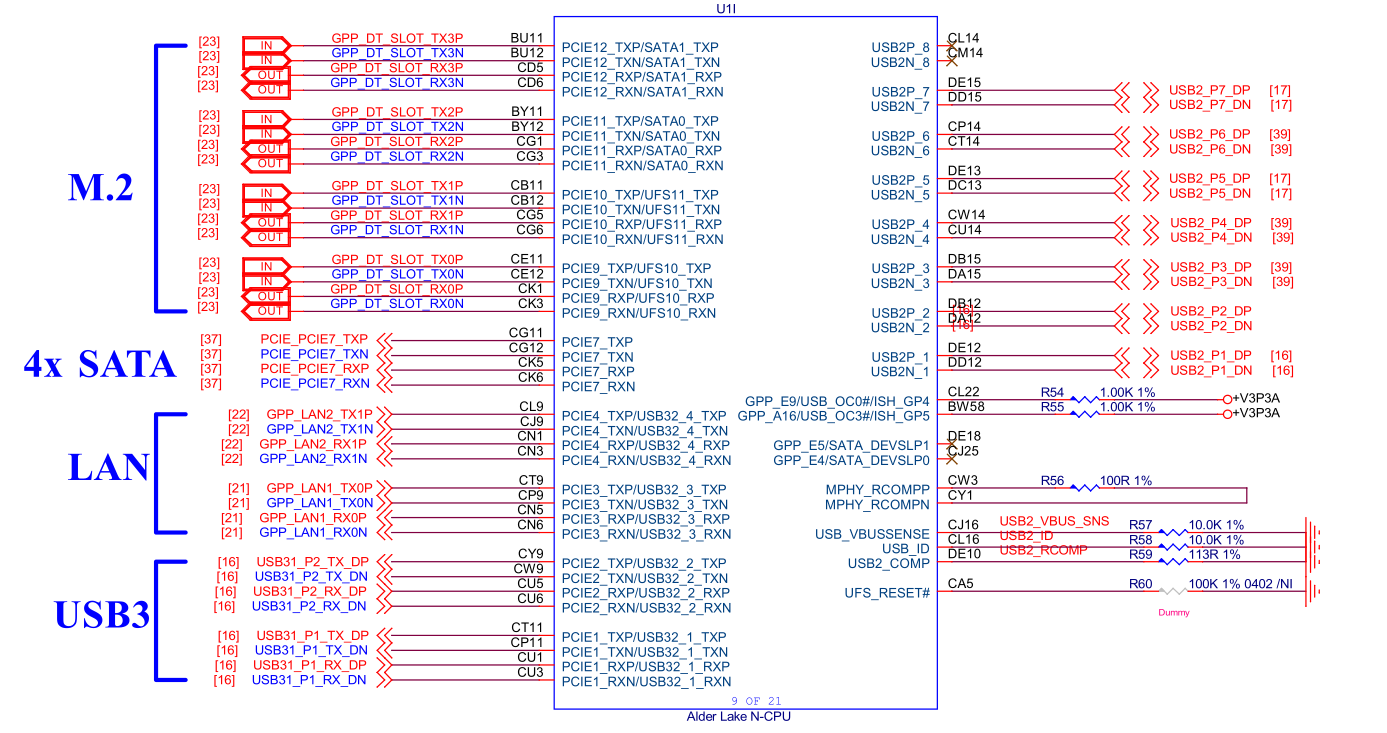 U1I
[23] IN GPP_DT_SLOT_TX3P BU11 PCIE12_TXP/SATA1_TXP USB2P_8 CL14
[23] IN GPP_DT_SLOT_TX3N BU12 PCIE12_TXN/SATA1_TXN USB2N_8 CM14
[23] OUT GPP_DT_SLOT_RX3P CD5 PCIE12_RXP/SATA1_RXP
[23] OUT GPP_DT_SLOT_RX3N CD6 PCIE12_RXN/SATA1_RXN USB2P_7 DE15 USB2_P7_DP [17]
USB2N_7 DD15 USB2_P7_DN [17]
[23] IN GPP_DT_SLOT_TX2P BY11 PCIE11_TXP/SATA0_TXP
[23] IN GPP_DT_SLOT_TX2N BY12 PCIE11_TXN/SATA0_TXN USB2P_6 CP14 USB2_P6_DP [39]
[23] OUT GPP_DT_SLOT_RX2P CG1 PCIE11_RXP/SATA0_RXP USB2N_6 CT14 USB2_P6_DN [39]
[23] OUT GPP_DT_SLOT_RX2N CG3 PCIE11_RXN/SATA0_RXN
USB2P_5 DE13 USB2_P5_DP [17]
M.2
[23] IN GPP_DT_SLOT_TX1P CB11 PCIE10_TXP/UFS11_TXP USB2N_5 DC13 USB2_P5_DN [17]
[23] IN GPP_DT_SLOT_TX1N CB12 PCIE10_TXN/UFS11_TXN
[23] OUT GPP_DT_SLOT_RX1P CG5 PCIE10_RXP/UFS11_RXP USB2P_4 CW14 USB2_P4_DP [39]
[23] OUT GPP_DT_SLOT_RX1N CG6 PCIE10_RXN/UFS11_RXN USB2N_4 CU14 USB2_P4_DN [39]
[23] IN GPP_DT_SLOT_TX0P CE11 PCIE9_TXP/UFS10_TXP USB2P_3 DB15 USB2_P3_DP [39]
[23] IN GPP_DT_SLOT_TX0N CE12 PCIE9_TXN/UFS10_TXN USB2N_3 DA15 USB2_P3_DN [39]
[23] OUT GPP_DT_SLOT_RX0P CK1 PCIE9_RXP/UFS10_RXP
[23] OUT GPP_DT_SLOT_RX0N CK3 PCIE9_RXN/UFS10_RXN USB2P_2 DB12 [16] USB2_P2_DP
USB2N_2 DA12 [16] USB2_P2_DN
[37] PCIE_PCIE7_TXP CG11 PCIE7_TXP
[37] PCIE_PCIE7_TXN CG12 PCIE7_TXN USB2P_1 DE12 USB2_P1_DP [16]
4x SATA
[37] PCIE_PCIE7_RXP CK5 PCIE7_RXP USB2N_1 DD12 USB2_P1_DN [16]
[37] PCIE_PCIE7_RXN CK6 PCIE7_RXN
GPP_E9/USB_OC0#/ISH_GP4 CL22 R54 1.00K 1% +V3P3A
[22] GPP_LAN2_TX1P CL9 PCIE4_TXP/USB32_4_TXP GPP_A16/USB_OC3#/ISH_GP5 BW58 R55 1.00K 1% +V3P3A
[22] GPP_LAN2_TX1N CJ9 PCIE4_TXN/USB32_4_TXN
[22] GPP_LAN2_RX1P CN1 PCIE4_RXP/USB32_4_RXP GPP_E5/SATA_DEVSLP1 DE18
[22] GPP_LAN2_RX1N CN3 PCIE4_RXN/USB32_4_RXN GPP_E4/SATA_DEVSLP0 CJ25
LAN
[21] GPP_LAN1_TX0P CT9 PCIE3_TXP/USB32_3_TXP MPHY_RCOMPP CW3 R56 100R 1%
[21] GPP_LAN1_TX0N CP9 PCIE3_TXN/USB32_3_TXN MPHY_RCOMPN CY1
[21] GPP_LAN1_RX0P CN5 PCIE3_RXP/USB32_3_RXP
[21] GPP_LAN1_RX0N CN6 PCIE3_RXN/USB32_3_RXN USB_VBUSSENSE CJ16 USB2_VBUS_SNS R57 10.0K 1%
USB_ID CL16 USB2_ID R58 10.0K 1%
[16] USB31_P2_TX_DP CY9 PCIE2_TXP/USB32_2_TXP USB2_COMP DE10 USB2_RCOMP R59 113R 1%
[16] USB31_P2_TX_DN CW9 PCIE2_TXN/USB32_2_TXN
[16] USB31_P2_RX_DP CU5 PCIE2_RXP/USB32_2_RXP UFS_RESET# CA5 R60 100K 1% 0402 /NI
[16] USB31_P2_RX_DN CU6 PCIE2_RXN/USB32_2_RXN Dummy
USB3
[16] USB31_P1_TX_DP CT11 PCIE1_TXP/USB32_1_TXP
[16] USB31_P1_TX_DN CP11 PCIE1_TXN/USB32_1_TXN
[16] USB31_P1_RX_DP CU1 PCIE1_RXP/USB32_1_RXP
[16] USB31_P1_RX_DN CU3 PCIE1_RXN/USB32_1_RXN
9 OF 21
Alder Lake N-CPU